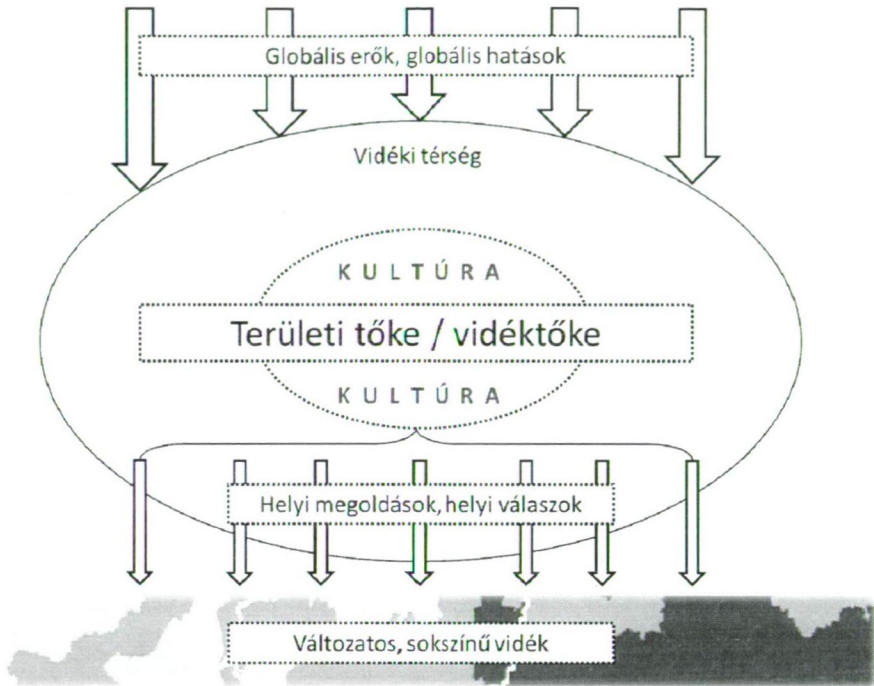 Globális erők, globális hatások
Vidéki térség
KULTÚRA
Területi tőke / vidéktőke
KULTÚRA
Helyi megoldások, helyi válaszok
Változatos, sokszínű vidék